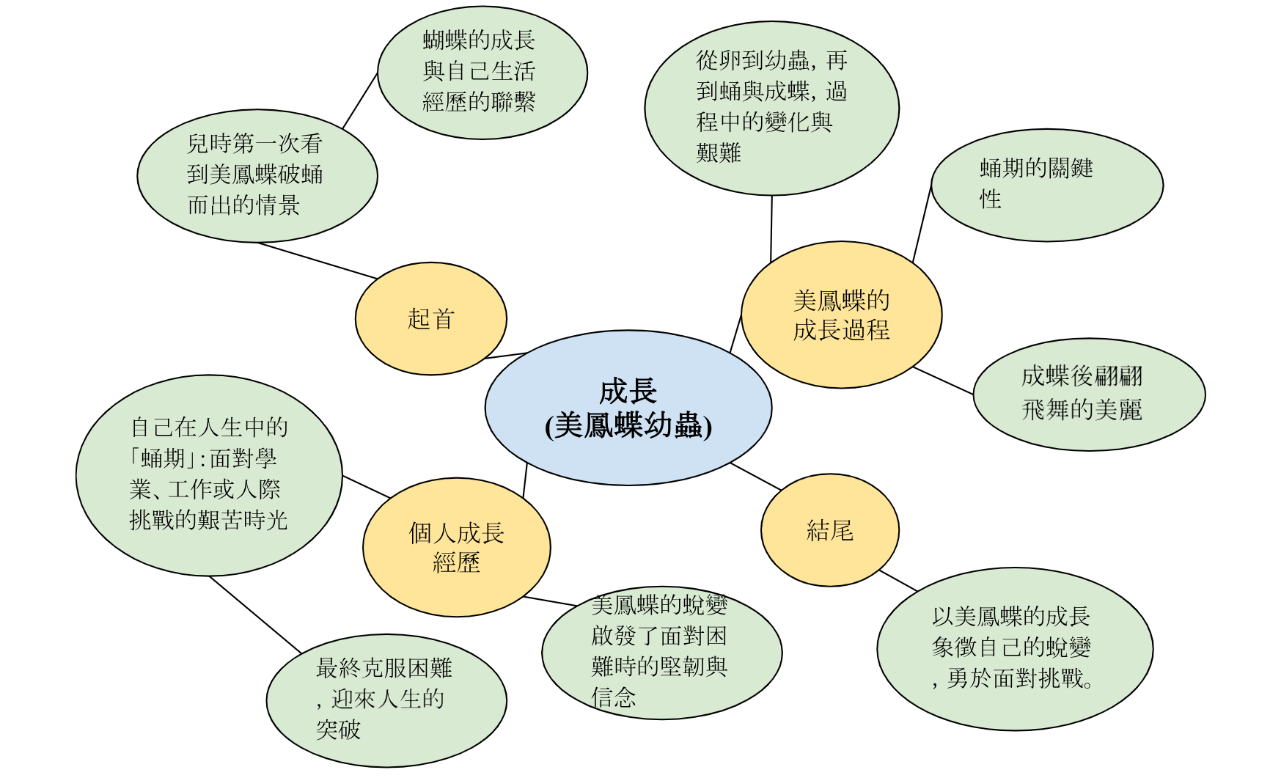 蝴蝶的成長
與自己生活
經歷的聯繫
兒時第一次看
到美鳳蝶破蛹
而出的情景
起首
從卵到幼蟲，再
到蛹與成蝶，過
程中的變化與
艱難
蛹期的關鍵
性
美鳳蝶的
成長過程
成蝶後翩翩
飛舞的美麗
成長
(美鳳蝶幼蟲)
自己在人生中的
「蛹期」：面對學
業、工作或人際
挑戰的艱苦時光
個人成長
經歷
最終克服困難
，迎來人生的
突破
美鳳蝶的蛻變
啟發了面對困
難時的堅韌與
信念
結尾
以美鳳蝶的成長
象徵自己的蛻變
，勇於面對挑戰。